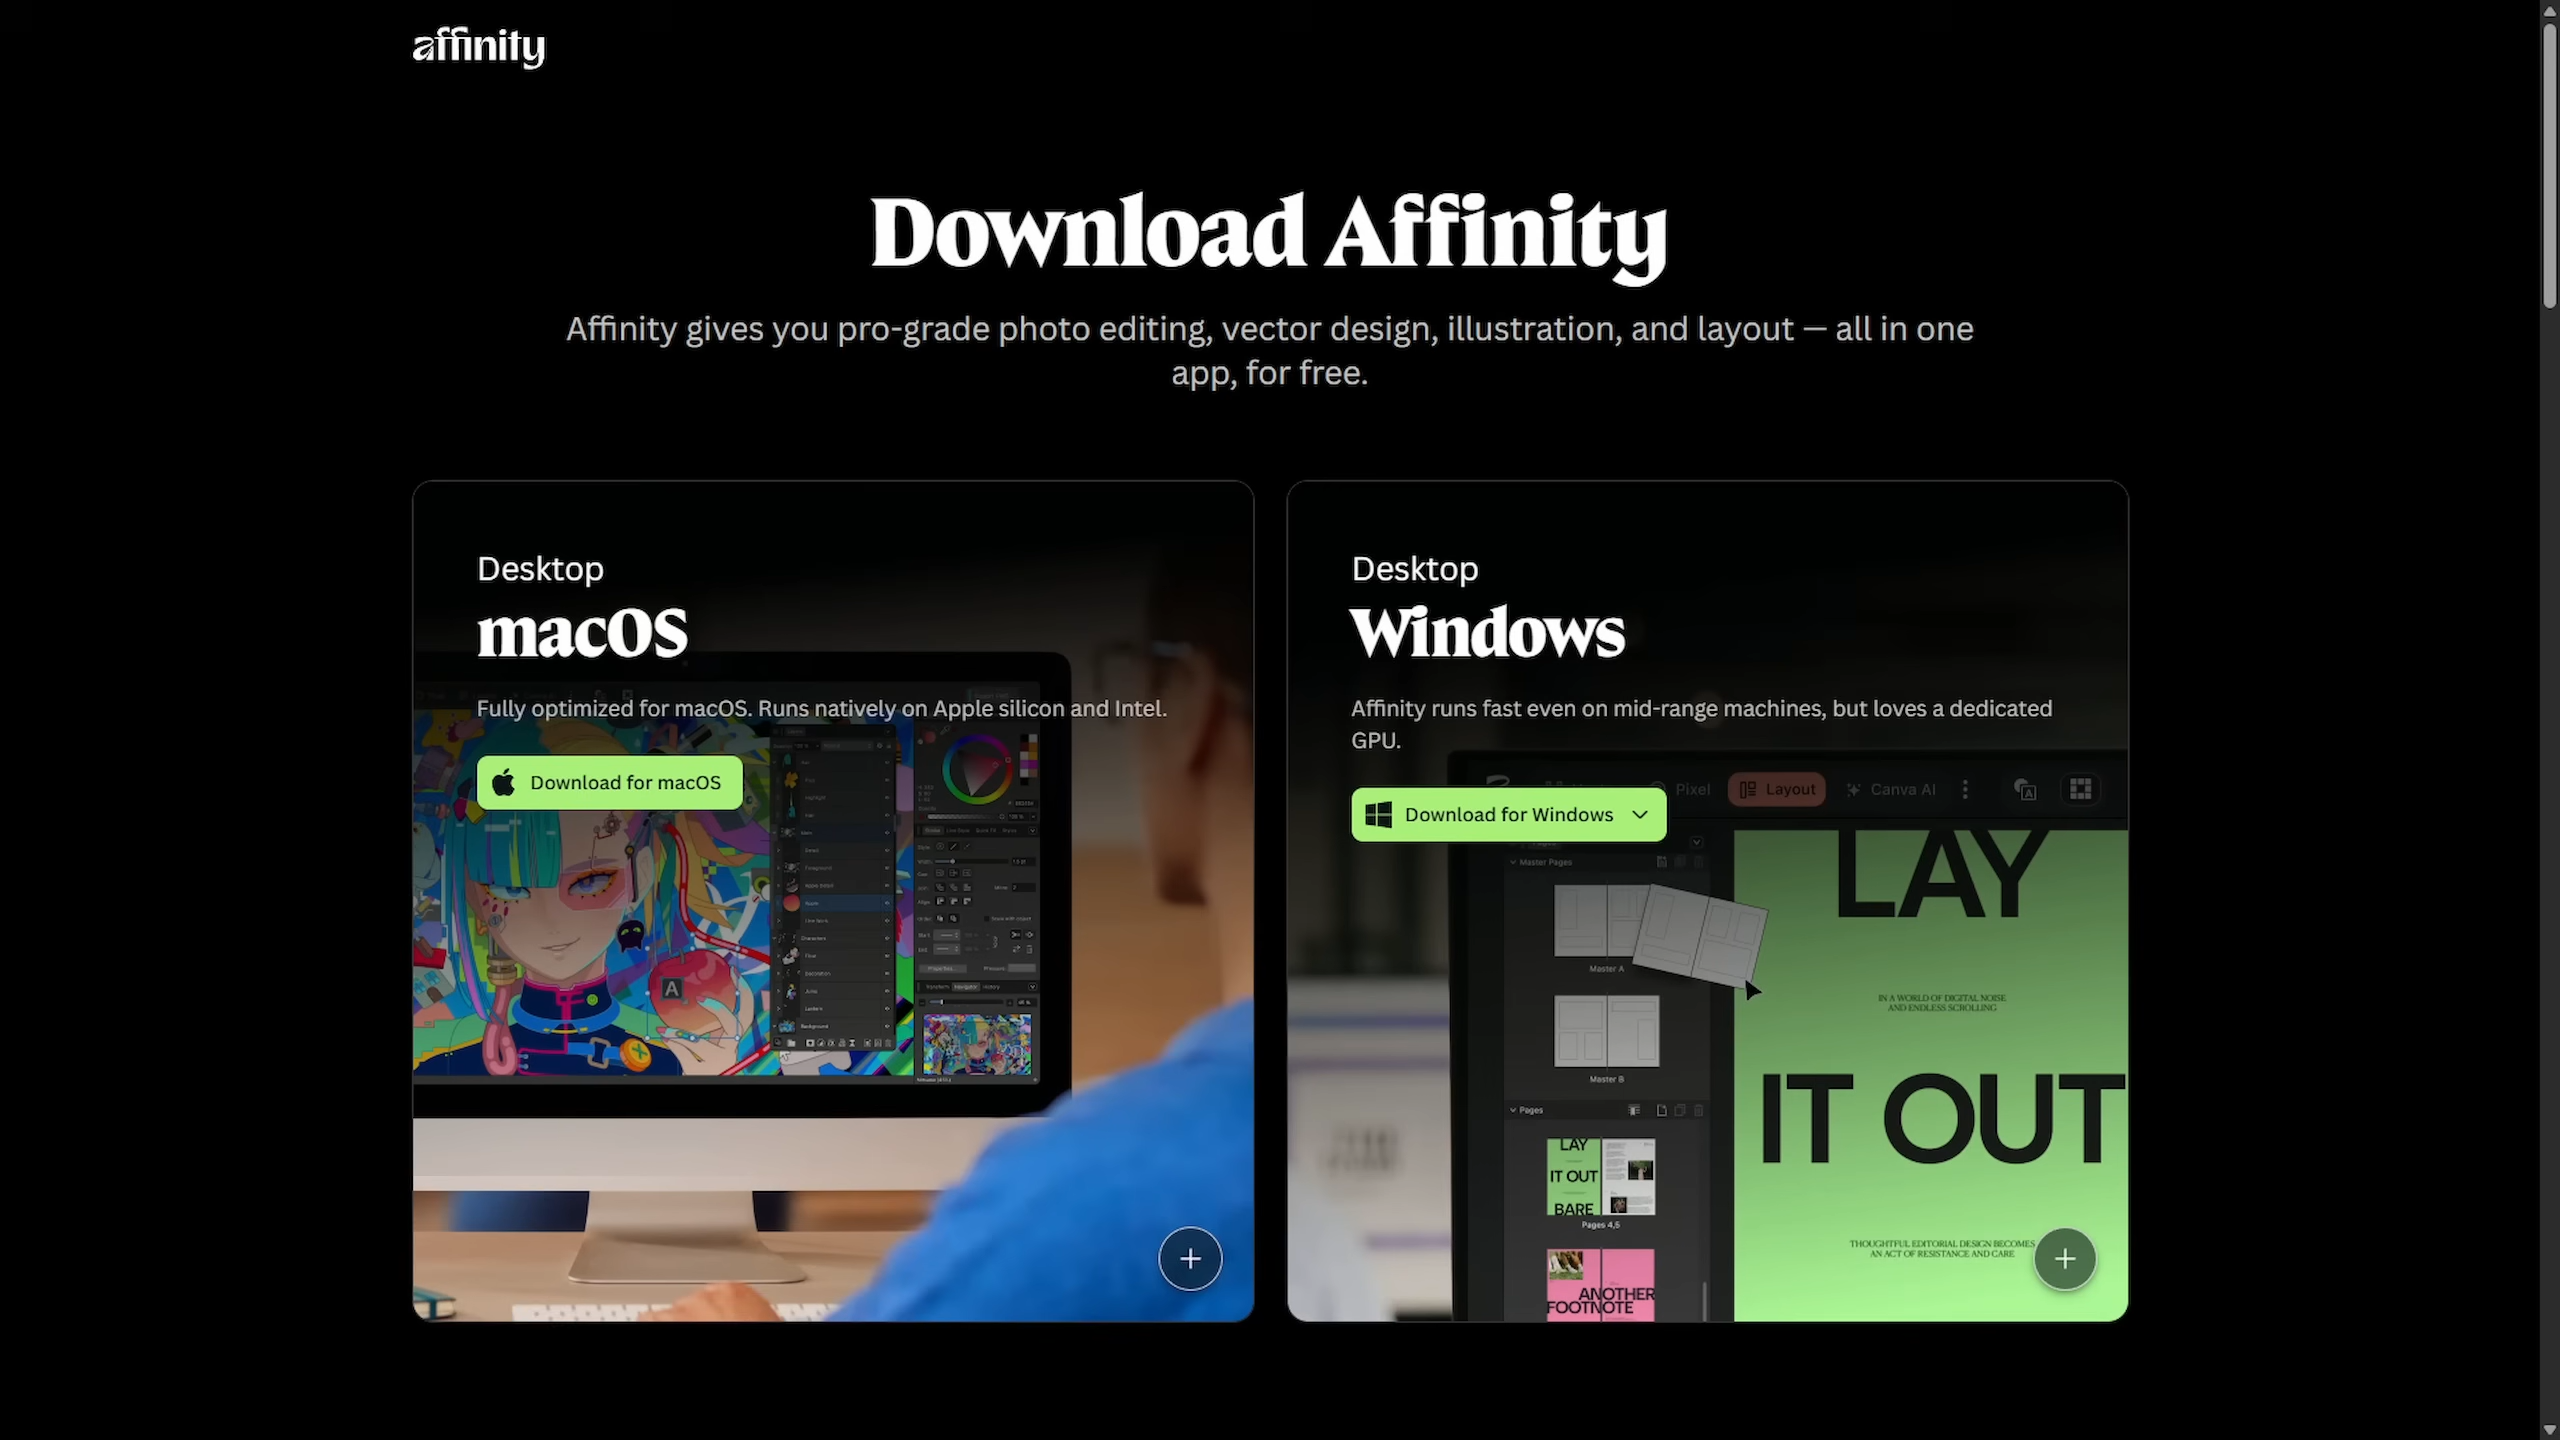 affinity
Download Affinity
Affinity gives you pro-grade photo editing, vector design, illustration, and layout — all in one
app, for free.
Desktop
macOS
Fully optimized for macOS. Runs natively on Apple silicon and Intel.
Download for macOS
A
Background
Transform Navigator History
Desktop
Windows
Affinity runs fast even on mid-range machines, but loves a dedicated
GPU.
Pixel
Layout
Canva AI
Download for Windows
Master Pages
Master A
Master B
Pages
LAY
IT OUT
BARE
Pages 4,5
ANOTHER
FOOTNOTE
LAY
IN A WORLD OF DIGITAL NOISE
AND ENDLESS SCROLLING
IT OUT
THOUGHTFUL EDITORIAL DESIGN BECOMES
AN ACT OF RESISTANCE AND CARE